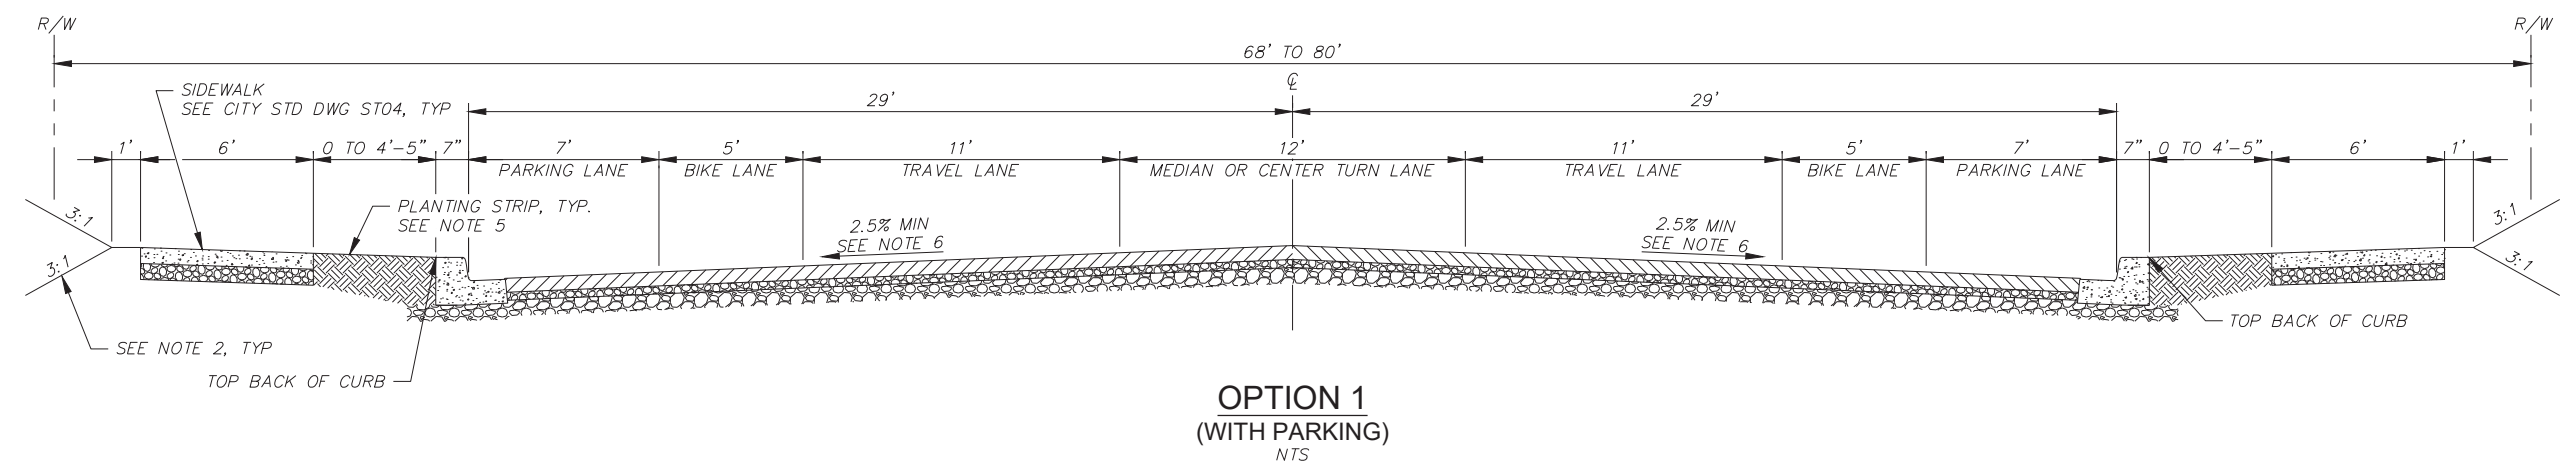 R/W
R/W
68' TO 80'
℄
SIDEWALK
SEE CITY STD DWG ST04, TYP
29'
29'
1'
6'
0 TO 4'-5"
7"
7'
5'
11'
12'
11'
5'
7'
7"
0 TO 4'-5"
6'
1'
PARKING LANE
BIKE LANE
TRAVEL LANE
MEDIAN OR CENTER TURN LANE
TRAVEL LANE
BIKE LANE
PARKING LANE
3:1
PLANTING STRIP, TYP.
SEE NOTE 5
2.5% MIN
SEE NOTE 6
2.5% MIN
SEE NOTE 6
3:1
3:1
3:1
SEE NOTE 2, TYP
TOP BACK OF CURB
TOP BACK OF CURB
OPTION 1
(WITH PARKING)
NTS